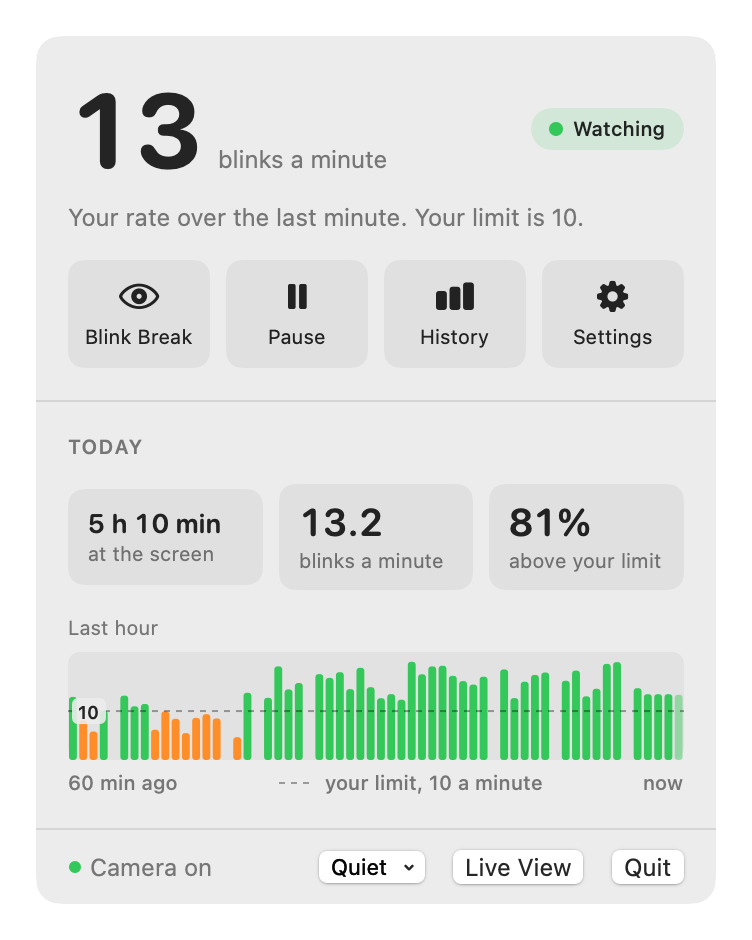 13 blinks a minute
Watching
Your rate over the last minute. Your limit is 10.
Blink Break
Pause
History
Settings
TODAY
5 h 10 min
at the screen
13.2
blinks a minute
81%
above your limit
Last hour
10
60 min ago
your limit, 10 a minute
now
Camera on
Quiet
Live View
Quit